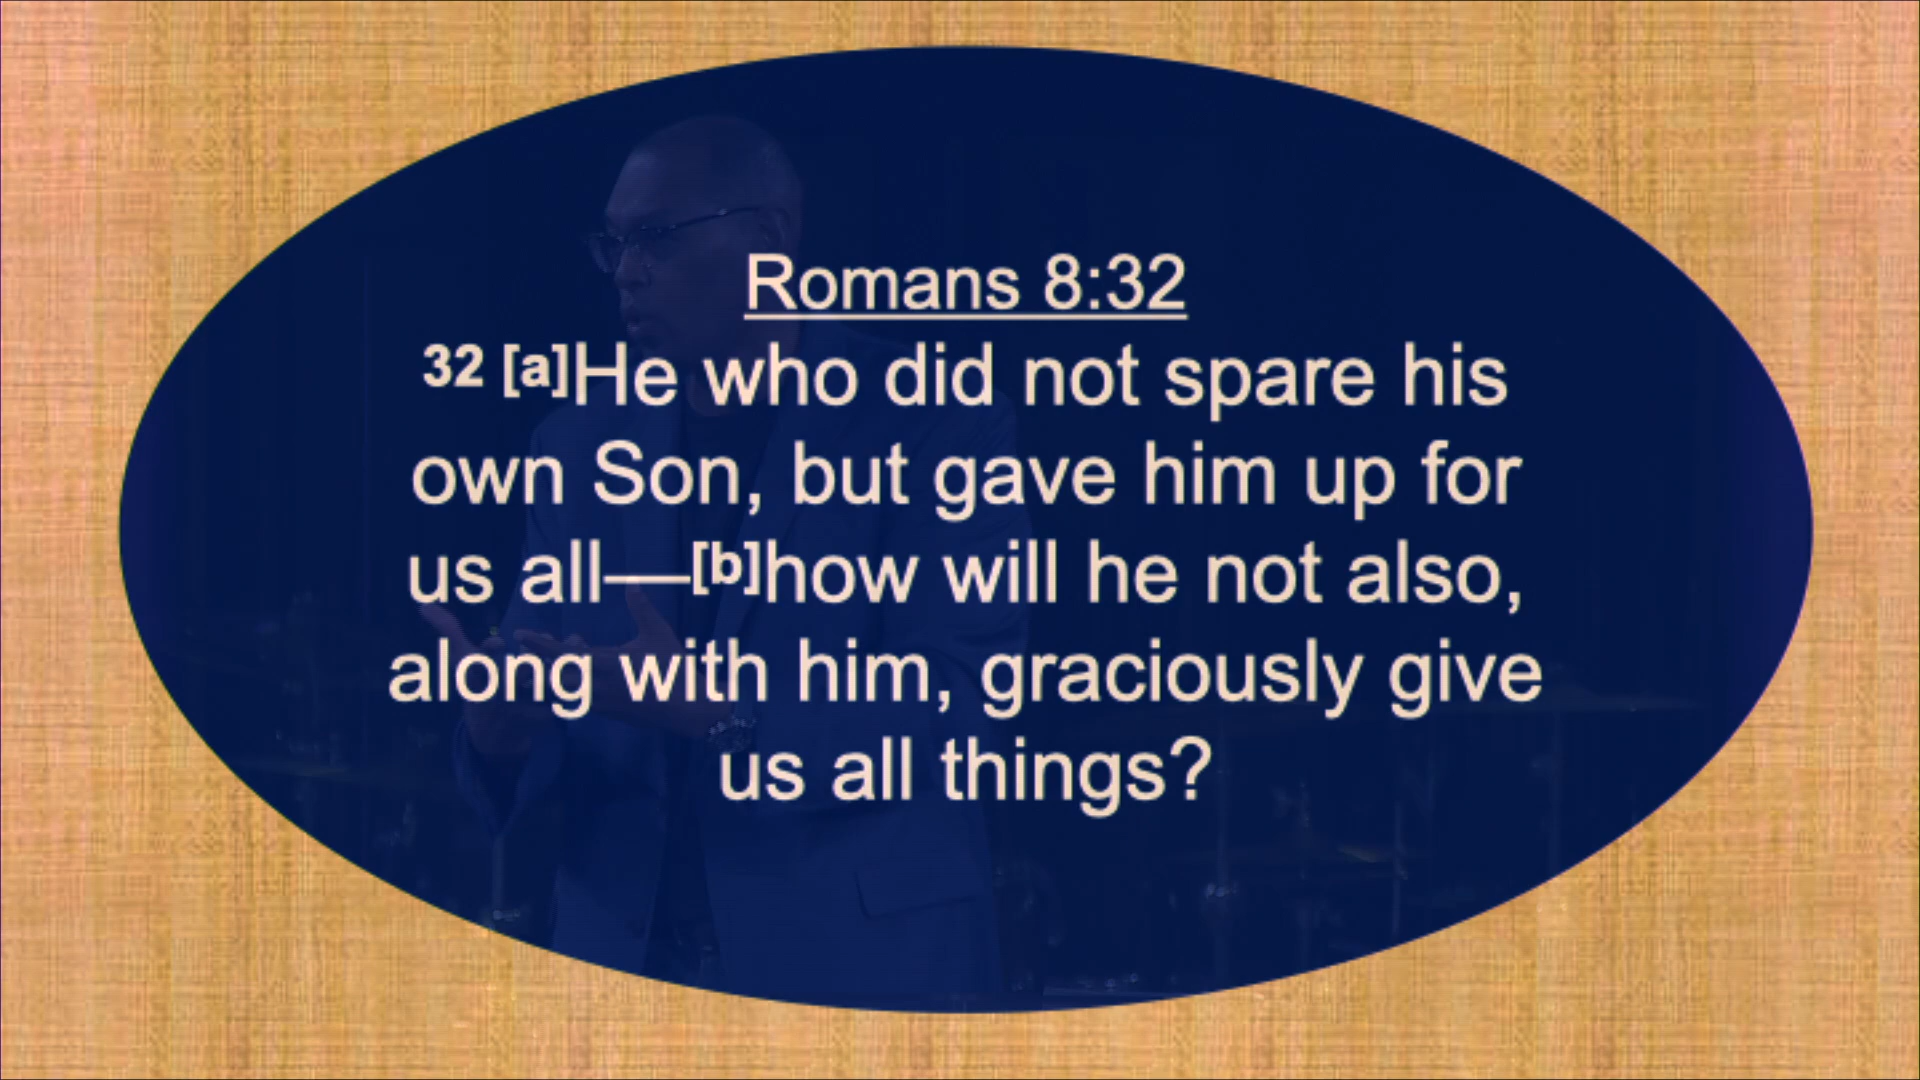 Romans 8:32
32 [a]He who did not spare his
own Son, but gave him up for
us all—[b]how will he not also,
along with him, graciously give
us all things?